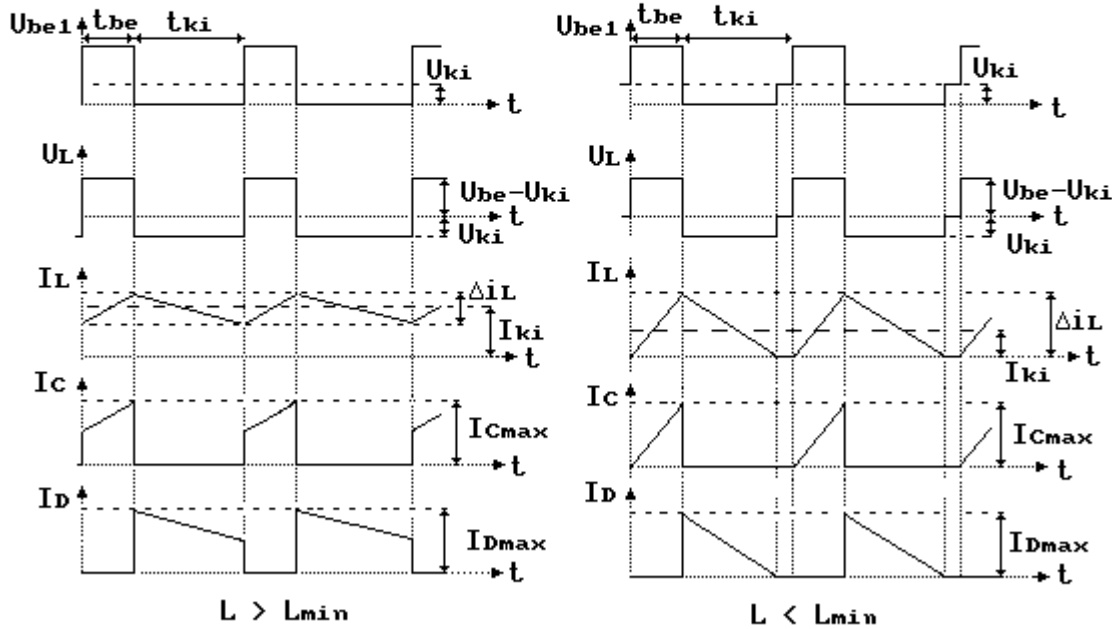 Ube1 tbe tki
Uki
t
UL
Ube-Uki
t
Uki
IL
ΔiL
Iki
t
IC
ICmax
t
ID
IDmax
t
L > Lmin
Ube1 tbe tki
Uki
t
UL
Ube-Uki
t
Uki
IL
ΔiL
t
Iki
IC
ICmax
t
ID
IDmax
t
L < Lmin